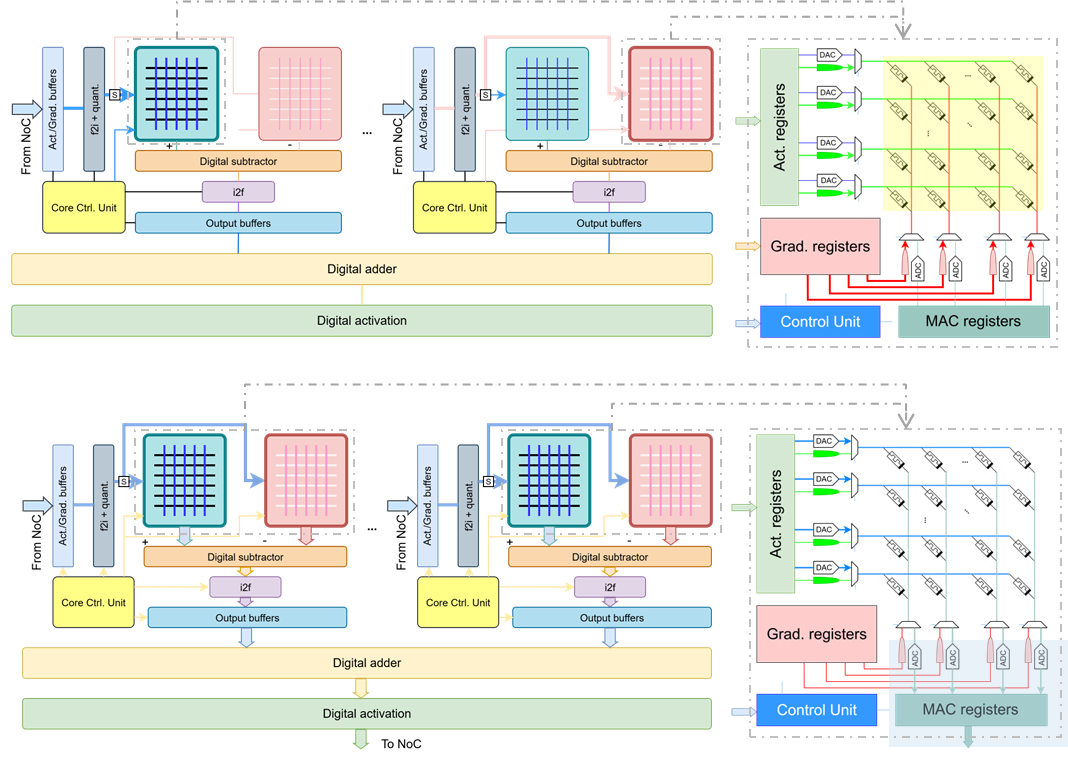 From NoC
Act./Grad. buffers
f2i + quant.
S
+
-
Digital subtractor
i2f
Core Ctrl. Unit
Output buffers
...
From NoC
Act./Grad. buffers
f2i + quant.
S
+
-
Digital subtractor
i2f
Core Ctrl. Unit
Output buffers
Digital adder
Digital activation
Act. registers
DAC
DAC
DAC
DAC
...
...
...
Grad. registers
ADC
ADC
ADC
ADC
Control Unit
MAC registers
From NoC
Act./Grad. buffers
f2i + quant.
S
+
-
Digital subtractor
i2f
Core Ctrl. Unit
Output buffers
...
From NoC
Act./Grad. buffers
f2i + quant.
S
+
-
Digital subtractor
i2f
Core Ctrl. Unit
Output buffers
Digital adder
Digital activation
To NoC
Act. registers
DAC
DAC
DAC
DAC
...
...
...
Grad. registers
ADC
ADC
ADC
ADC
Control Unit
MAC registers